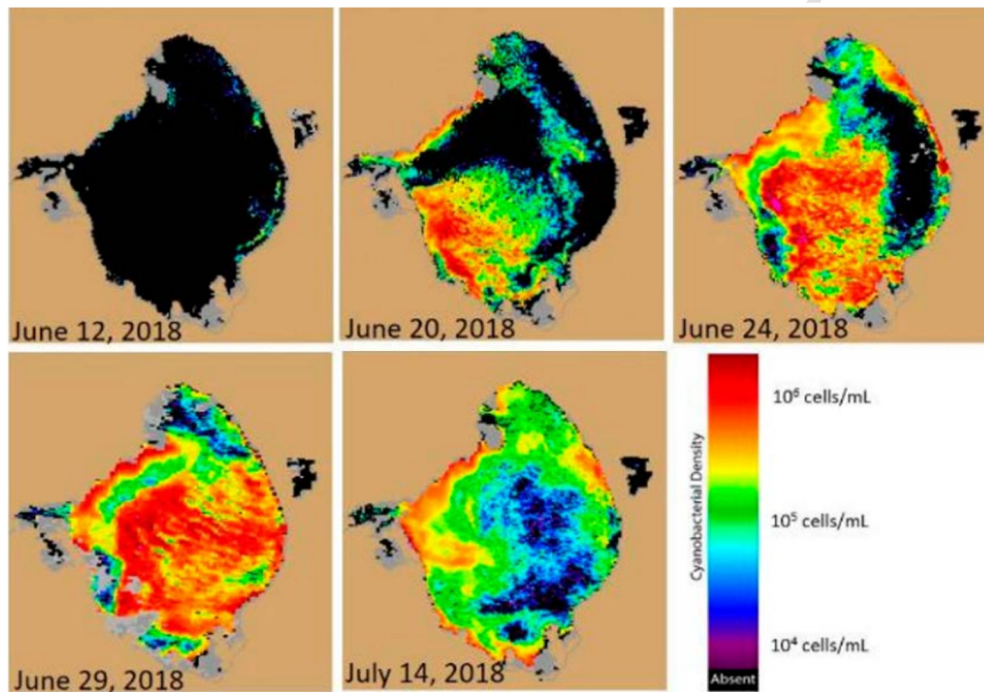 June 12, 2018
June 20, 2018
June 24, 2018
June 29, 2018
July 14, 2018
Cyanobacterial Density
10⁶ cells/mL
10⁵ cells/mL
10⁴ cells/mL
Absent